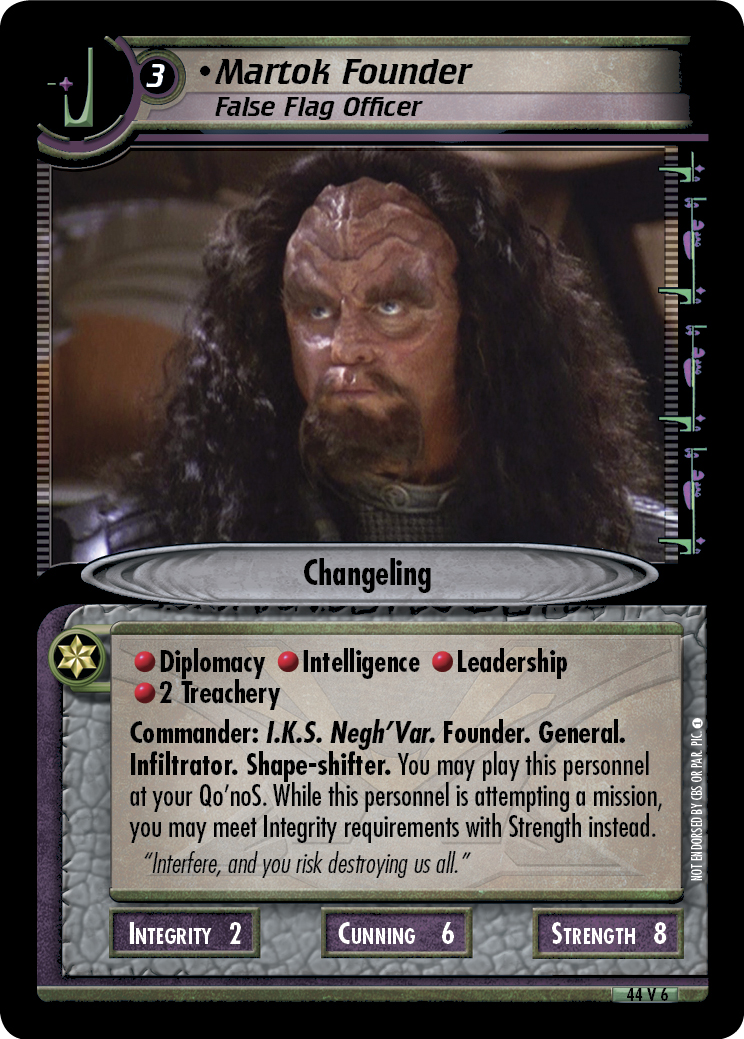 3
•Martok Founder
False Flag Officer
Changeling
Diplomacy Intelligence Leadership
2 Treachery
Commander: I.K.S. Negh'Var. Founder. General.
Infiltrator. Shape-shifter. You may play this personnel
at your Qo'noS. While this personnel is attempting a mission,
you may meet Integrity requirements with Strength instead.
"Interfere, and you risk destroying us all."
NOT ENDORSED BY CBS OR PAR. PIC. 1
INTEGRITY 2
CUNNING 6
STRENGTH 8
44 V 6